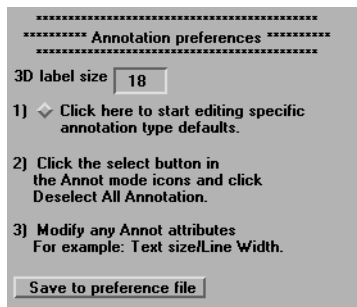 **********************************
********** Annotation preferences **********
**********************************
3D label size 18
1) Click here to start editing specific
annotation type defaults.
2) Click the select button in
the Annot mode icons and click
Deselect All Annotation.
3) Modify any Annot attributes
For example: Text size/Line Width.
Save to preference file